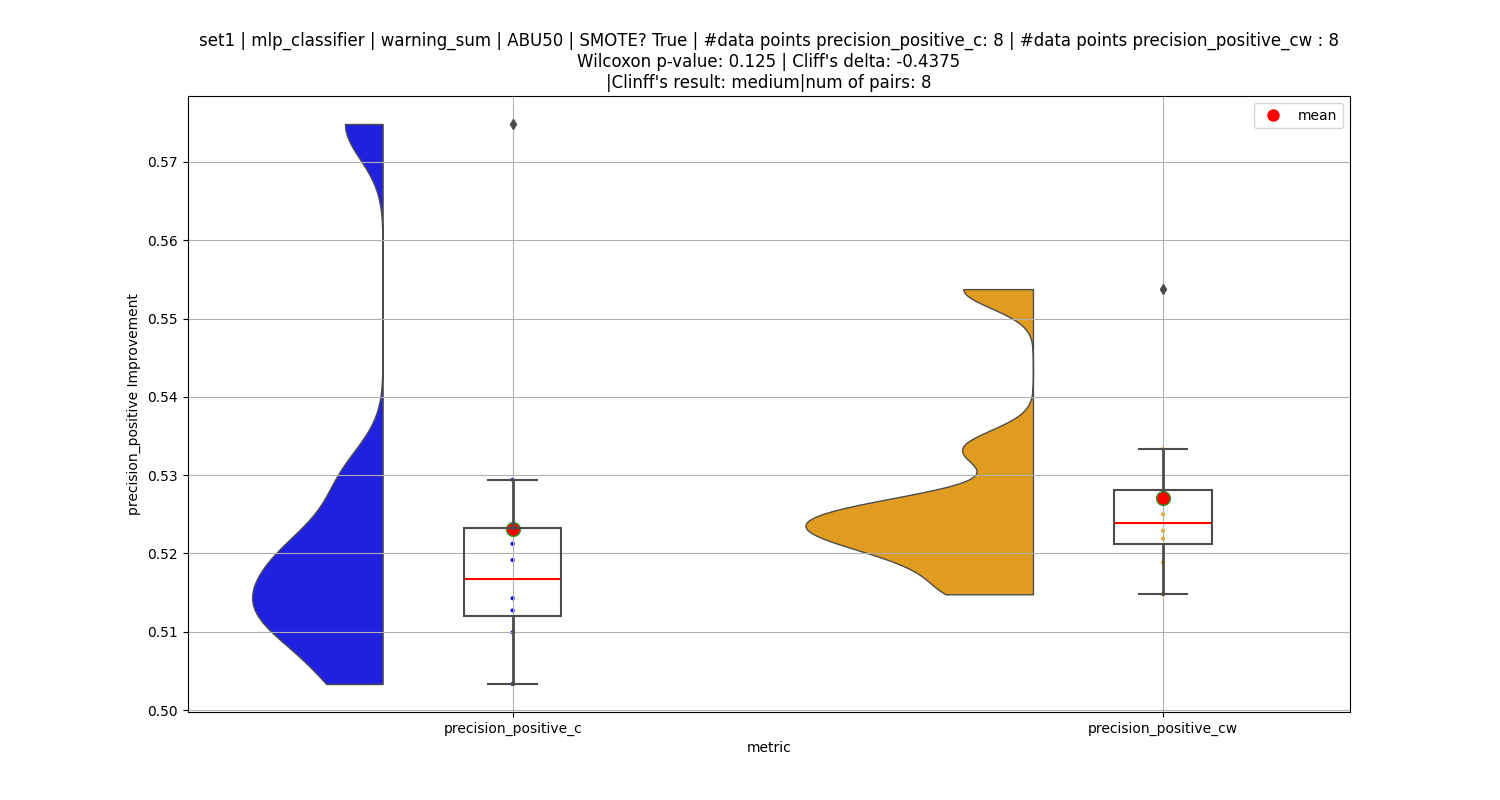 set1 | mlp_classifier | warning_sum | ABU50 | SMOTE? True | #data points precision_positive_c: 8 | #data points precision_positive_cw : 8
Wilcoxon p-value: 0.125 | Cliff's delta: -0.4375
|Clinff's result: medium|num of pairs: 8
mean
0.57
0.56
0.55
0.54
0.53
0.52
0.51
0.50
precision_positive Improvement
precision_positive_c
precision_positive_cw
metric